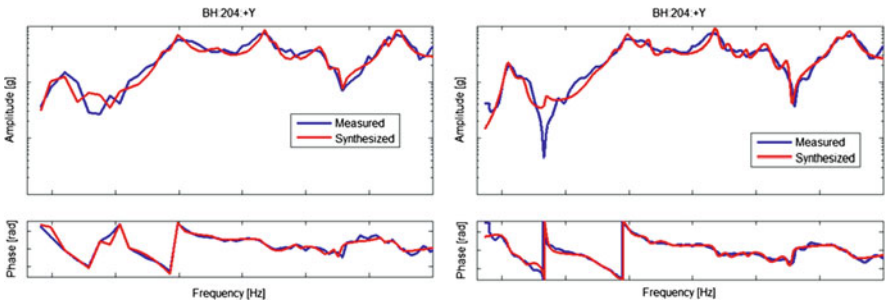 BH:204:+Y
Amplitude [g]
Measured
Synthesized
Phase [rad]
Frequency [Hz]
BH:204:+Y
Amplitude [g]
Measured
Synthesized
Phase [rad]
Frequency [Hz]